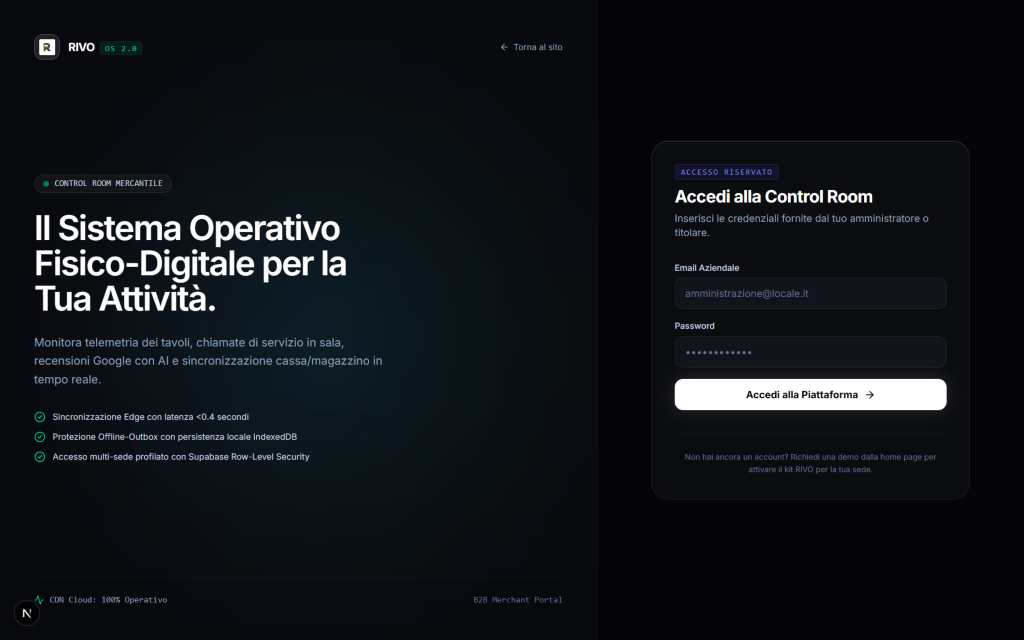 R RIVO OS 2.0
← Torna al sito
CONTROL ROOM MERCANTILE
Il Sistema Operativo
Fisico-Digitale per la
Tua Attività.
Monitora telemetria dei tavoli, chiamate di servizio in sala,
recensioni Google con AI e sincronizzazione cassa/magazzino in
tempo reale.
Sincronizzazione Edge con latenza <0.4 secondi
Protezione Offline-Outbox con persistenza locale IndexedDB
Accesso multi-sede profilato con Supabase Row-Level Security
CDN Cloud: 100% Operativo
B2B Merchant Portal
N
ACCESSO RISERVATO
Accedi alla Control Room
Inserisci le credenziali fornite dal tuo amministratore o
titolare.
Email Aziendale
amministrazione@locale.it
Password
••••••••••••
Accedi alla Piattaforma →
Non hai ancora un account? Richiedi una demo dalla home page per
attivare il kit RIVO per la tua sede.